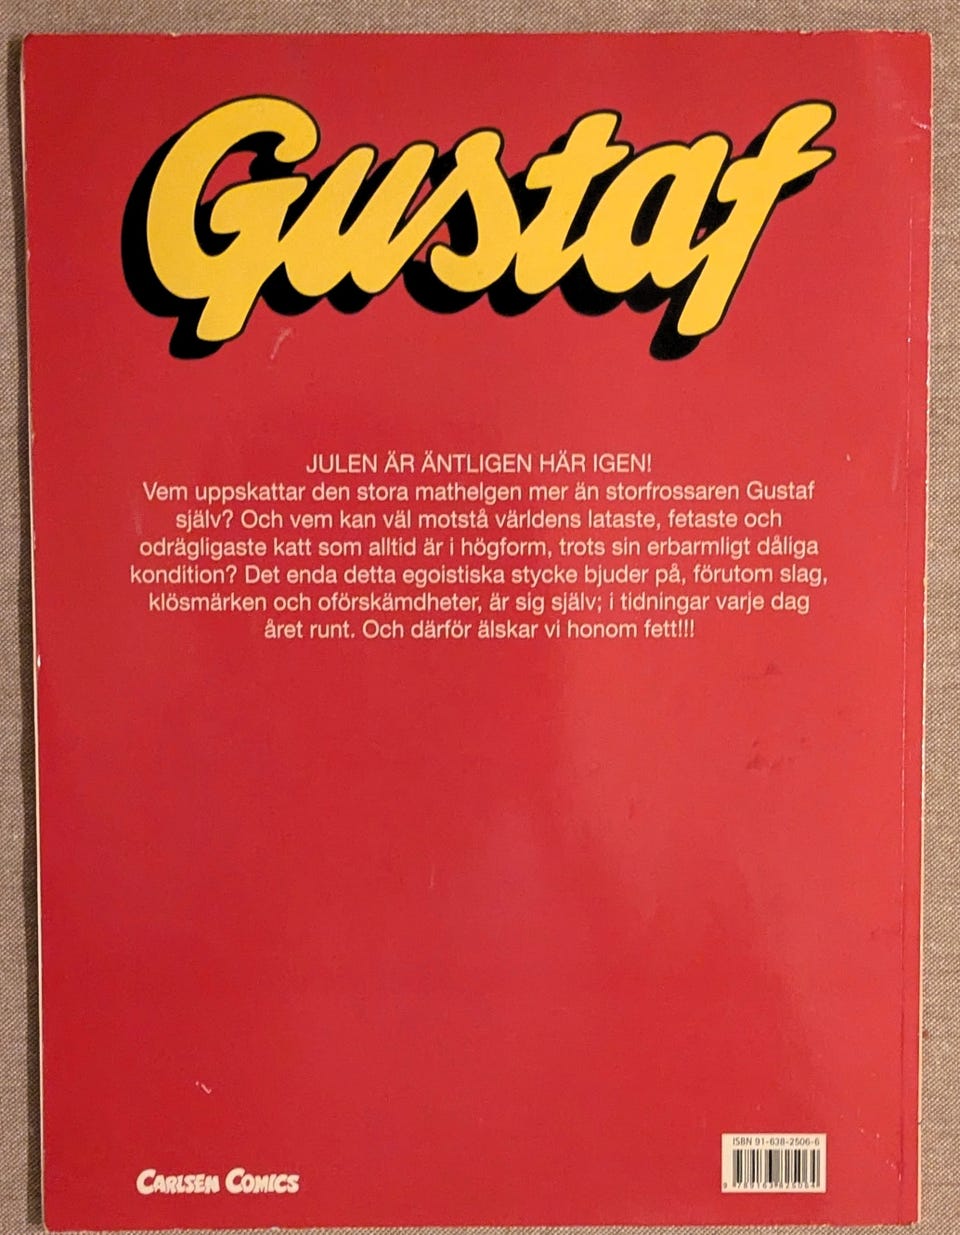 Gustaf
JULEN ÄR ÄNTLIGEN HÄR IGEN!
Vem uppskattar den stora mathelgen mer än storfrossaren Gustaf
själv? Och vem kan väl motstå världens lataste, fetaste och
odrägligaste katt som alltid är i högform, trots sin erbarmligt dåliga
kondition? Det enda detta egoistiska stycke bjuder på, förutom slag,
klösmärken och oförskämdheter, är sig själv; i tidningar varje dag
året runt. Och därför älskar vi honom fett!!!
CARLSEN COMICS
ISBN 91-638-2506-6
9 789163 825064